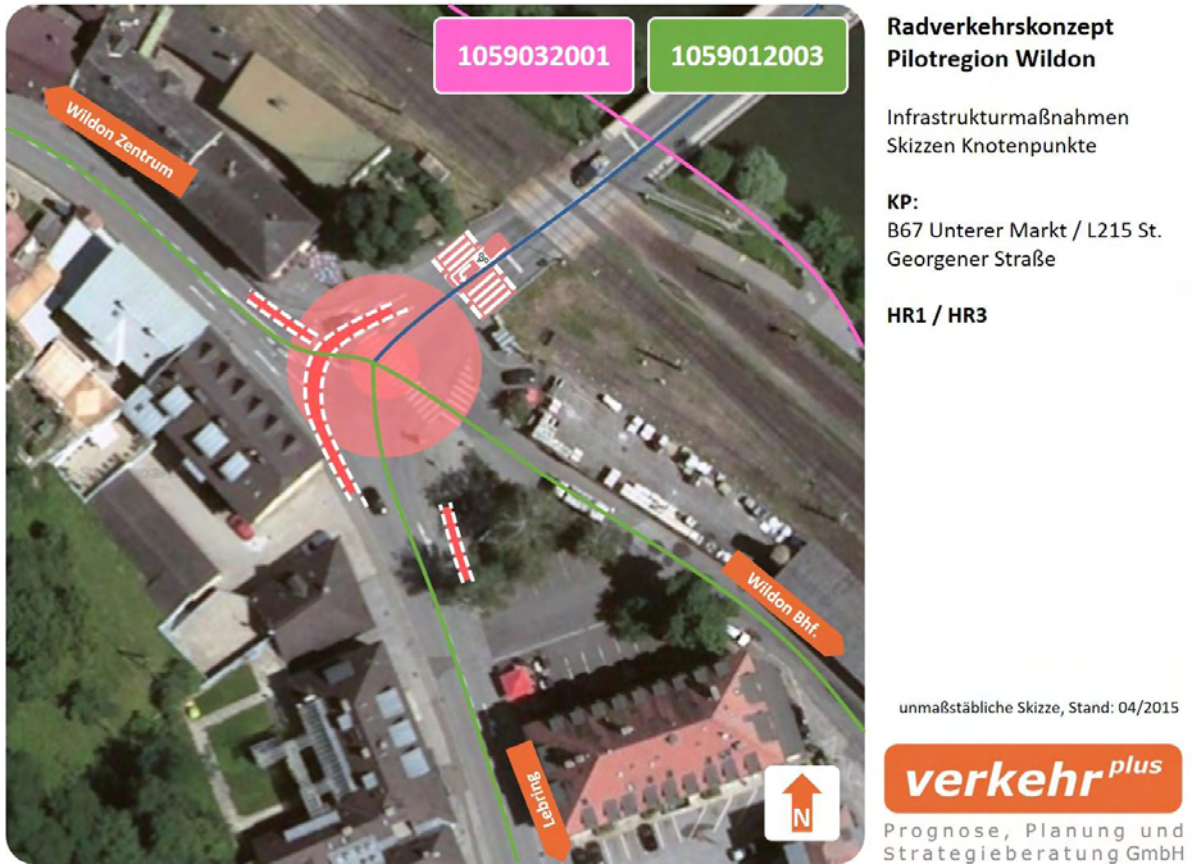 1059032001
1059012003
Wildon Zentrum
Wildon Bhf.
Lebring
N
Radverkehrskonzept
Pilotregion Wildon
Infrastrukturmaßnahmen
Skizzen Knotenpunkte
KP:
B67 Unterer Markt / L215 St.
Georgener Straße
HR1 / HR3
unmaßstäbliche Skizze, Stand: 04/2015
verkehr plus
Prognose, Planung und
Strategieberatung GmbH